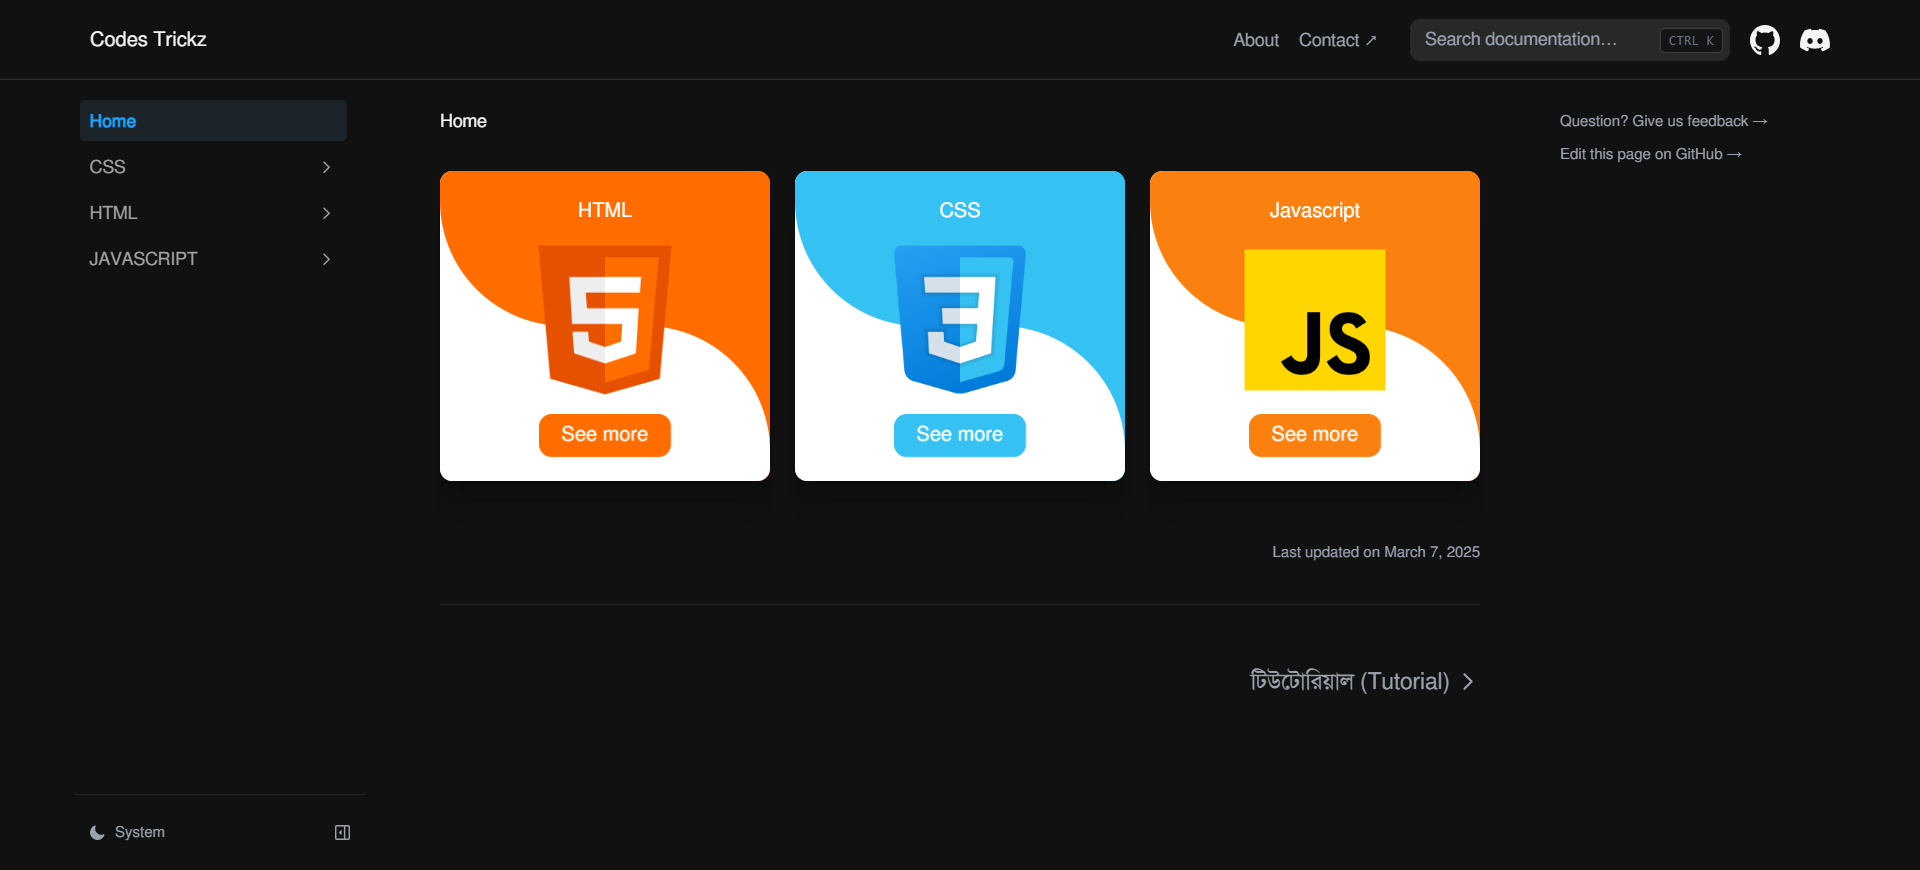 Codes Trickz
About
Contact ↗
Search documentation…
CTRL K
Home
CSS
HTML
JAVASCRIPT
System
Home
HTML
5
See more
CSS
3
See more
Javascript
JS
See more
Last updated on March 7, 2025
টিউটোরিয়াল (Tutorial)
Question? Give us feedback →
Edit this page on GitHub →